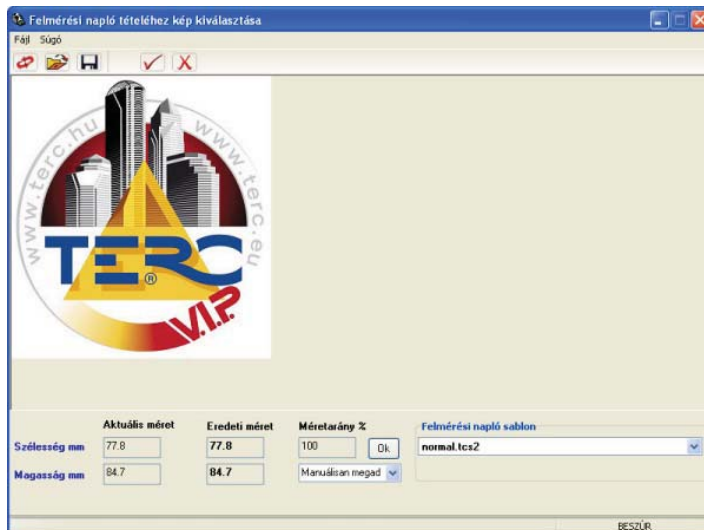 Felmérési napló tételéhez kép kiválasztása
Fájl Súgó
www.terc.hu www.terc.eu
TERC®
V.I.P.
Aktuális méret Eredeti méret Méretarány % Felmérési napló sablon
Szélesség mm 77.8 77.8 100 Ok normal.tcs2
Magasság mm 84.7 84.7 Manuálisan megad
BESZÚR